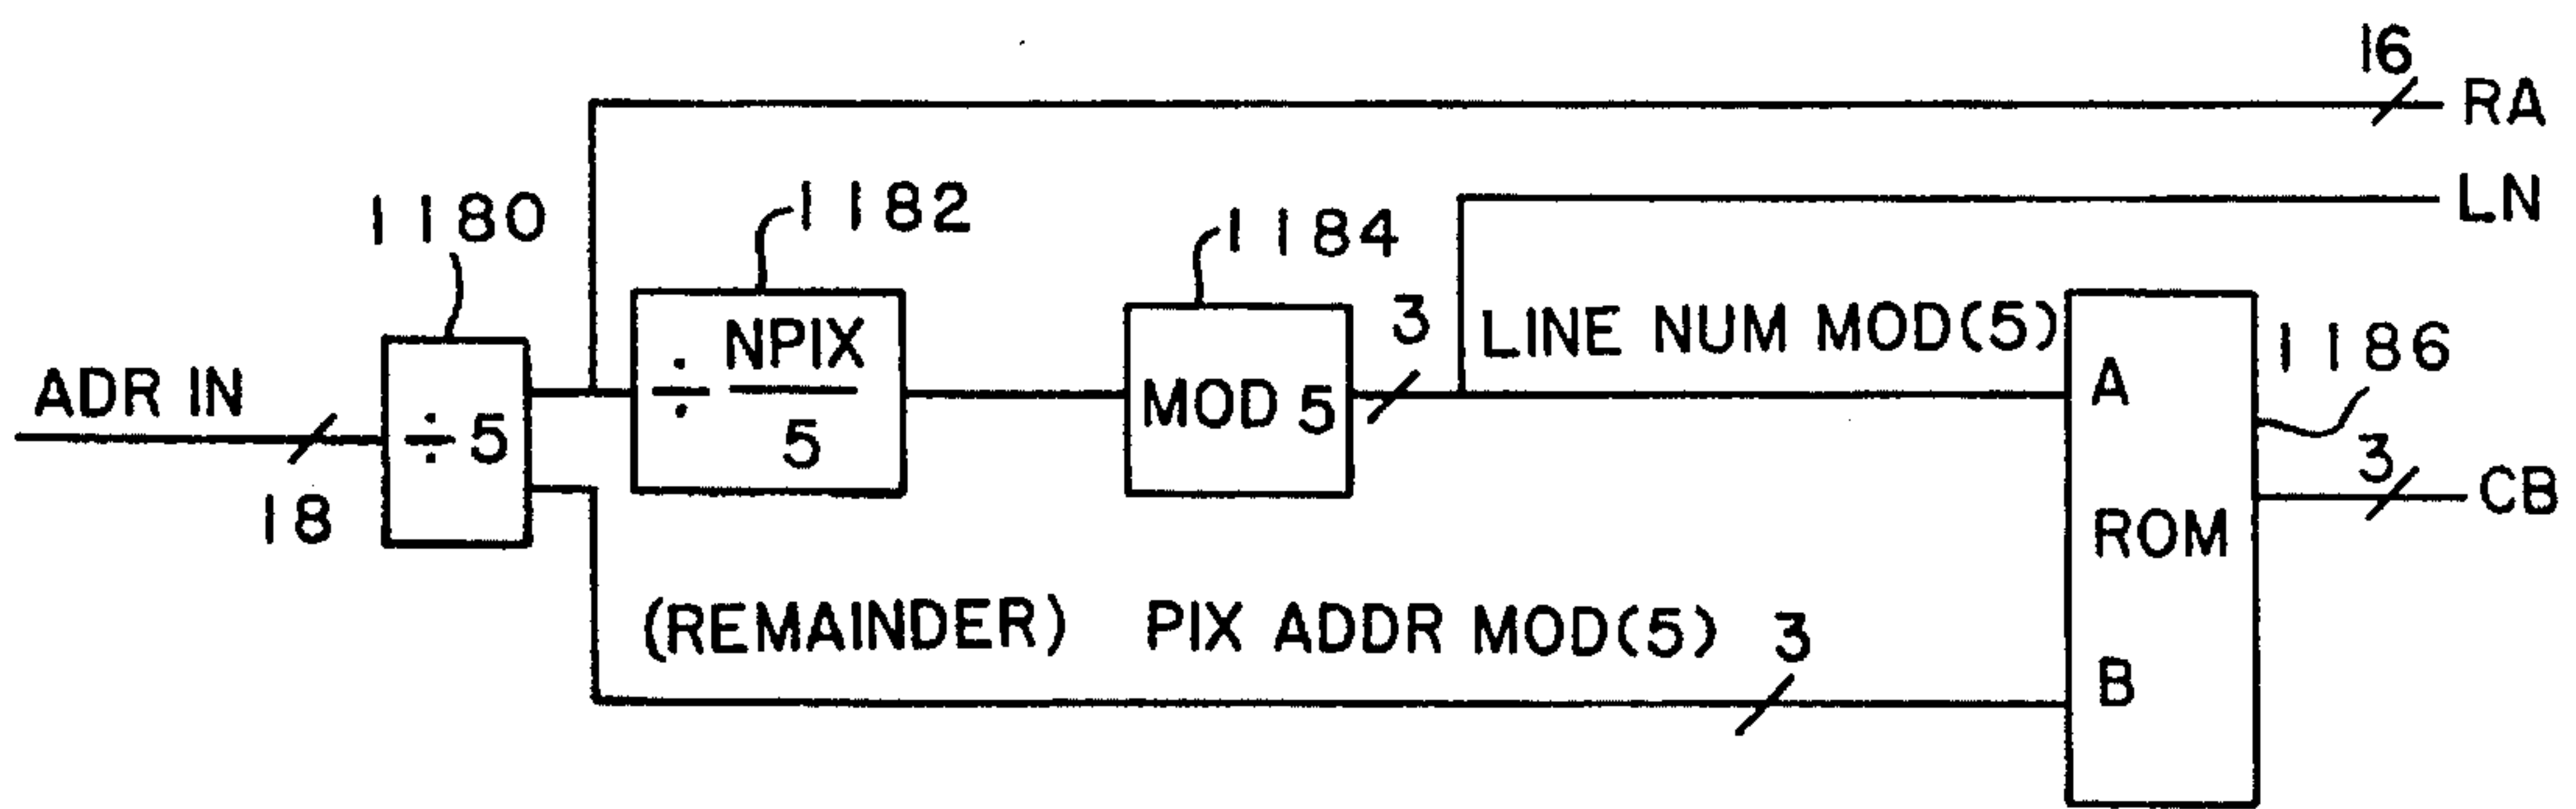 16
RA
LN
1180
1182
1184
ADR IN
18
÷ 5
÷ NPIX
5
MOD 5
3
LINE NUM MOD(5)
A
ROM
B
1186
3
CB
(REMAINDER) PIX ADDR MOD(5)
3